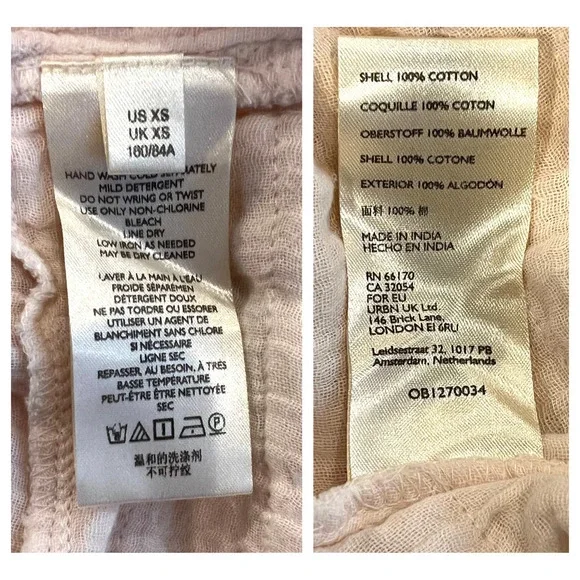 US XS
UK XS
160/84A
HAND WASH COLD SEPARATELY
MILD DETERGENT
DO NOT WRING OR TWIST
USE ONLY NON-CHLORINE
BLEACH
LINE DRY
LOW IRON AS NEEDED
MAY BE DRY CLEANED
LAVER À LA MAIN À L'EAU
FROIDE SÉPARÉMEN
DÉTERGENT DOUX
NE PAS TORDRE OU ESSORER
UTILISER UN AGENT DE
BLANCHIMENT SANS CHLORE
SI NÉCESSAIRE
LIGNE SEC
REPASSER, AU BESOIN, À TRÈS
BASSE TEMPÉRATURE
PEUT-ÊTRE ÊTRE NETTOYÉE
SEC
P
温和的洗涤剂
不可拧绞
SHELL 100% COTTON
COQUILLE 100% COTON
OBERSTOFF 100% BAUMWOLLE
SHELL 100% COTONE
EXTERIOR 100% ALGODÓN
面料 100% 棉
MADE IN INDIA
HECHO EN INDIA
RN 66170
CA 32054
FOR EU
URBN UK Ltd.
146 Brick Lane,
LONDON E1 6RU
Leidsestraat 32, 1017 PB
Amsterdam, Netherlands
OB1270034